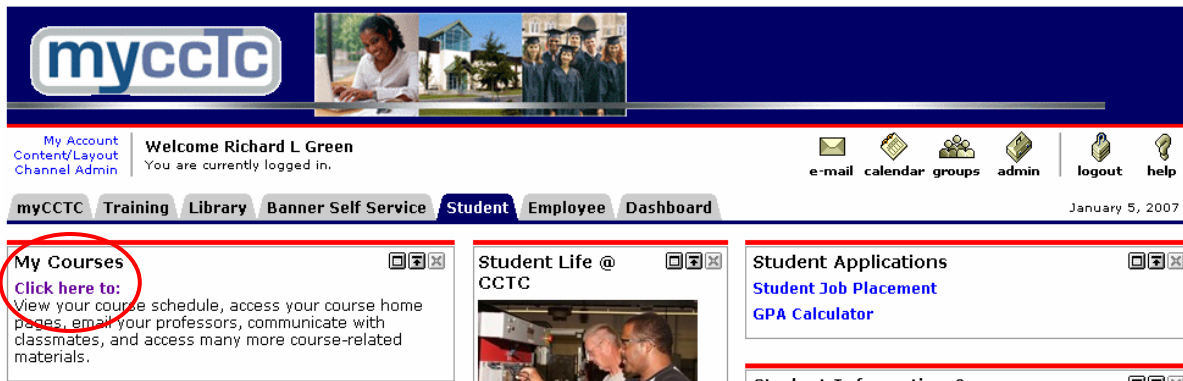 mycctc
My Account
Content/Layout
Channel Admin
Welcome Richard L Green
You are currently logged in.
e-mail calendar groups admin logout help
myCCTC Training Library Banner Self Service Student Employee Dashboard
January 5, 2007
My Courses
Click here to:
View your course schedule, access your course home
pages, email your professors, communicate with
classmates, and access many more course-related
materials.
Student Life @
CCTC
Student Applications
Student Job Placement
GPA Calculator